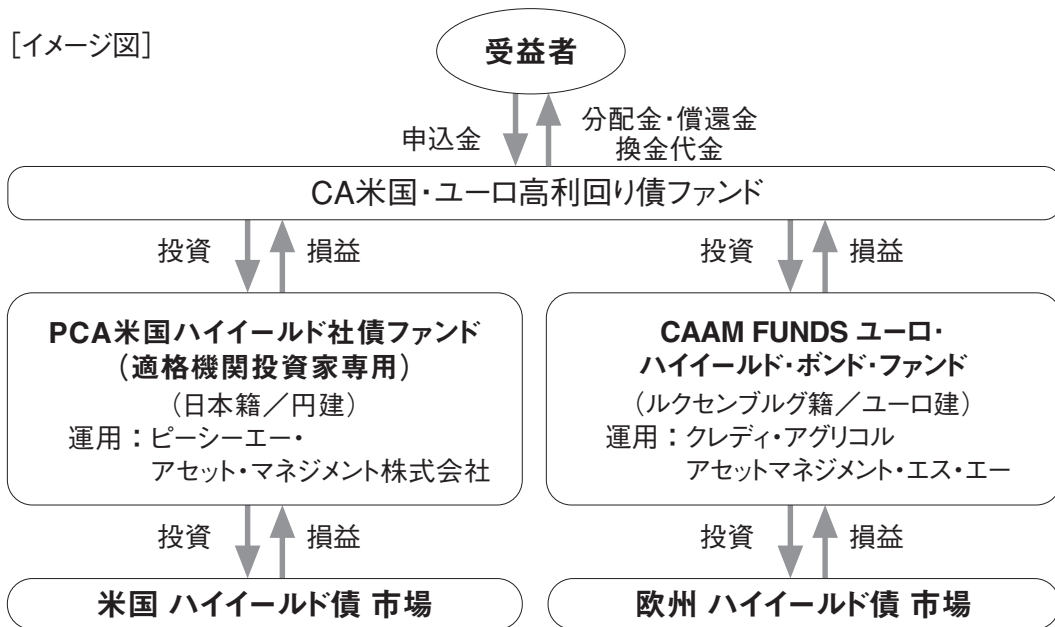 ［イメージ図］
受益者
申込金
分配金・償還金
換金代金
CA米国・ユーロ高利回り債ファンド
投資
損益
投資
損益
PCA米国ハイイールド社債ファンド
（適格機関投資家専用）
（日本籍／円建）
運用：ピーシーエー・
アセット・マネジメント株式会社
CAAM FUNDS ユーロ・
ハイイールド・ボンド・ファンド
（ルクセンブルグ籍／ユーロ建）
運用：クレディ・アグリコル
アセットマネジメント・エス・エー
投資
損益
投資
損益
米国 ハイイールド債 市場
欧州 ハイイールド債 市場